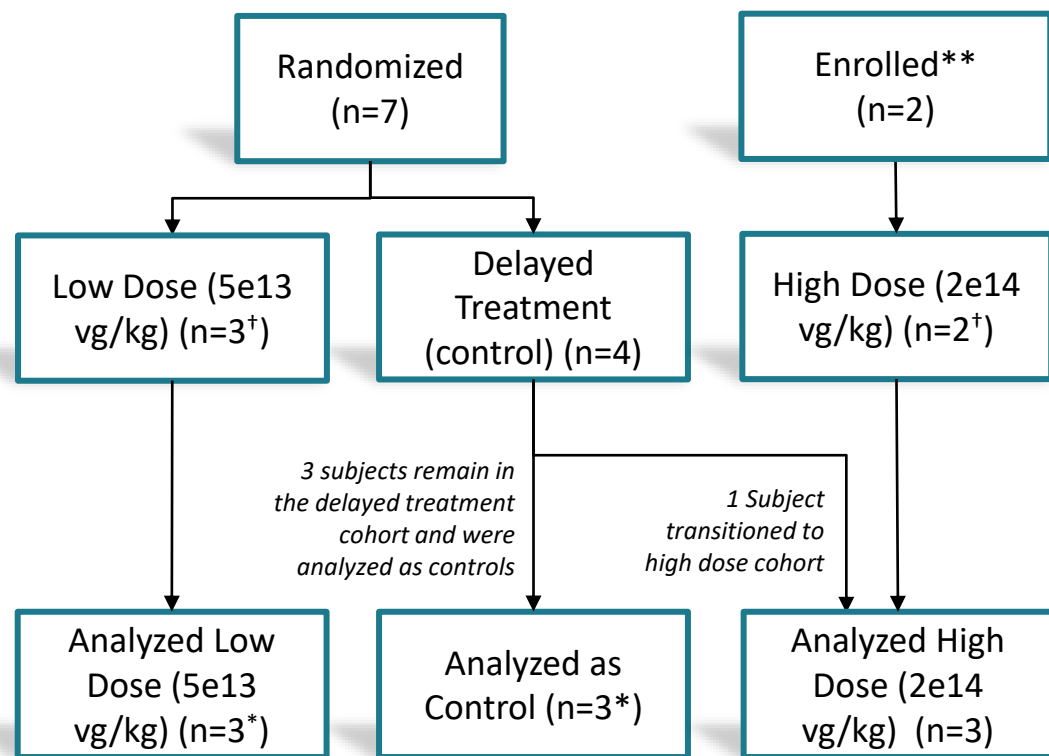 Randomized
(n=7)
Enrolled**
(n=2)
Low Dose (5e13
vg/kg) (n=3†)
Delayed
Treatment
(control) (n=4)
High Dose (2e14
vg/kg) (n=2†)
3 subjects remain in
the delayed treatment
cohort and were
analyzed as controls
1 Subject
transitioned to
high dose cohort
Analyzed Low
Dose (5e13
vg/kg) (n=3*)
Analyzed as
Control (n=3*)
Analyzed High
Dose (2e14
vg/kg) (n=3)